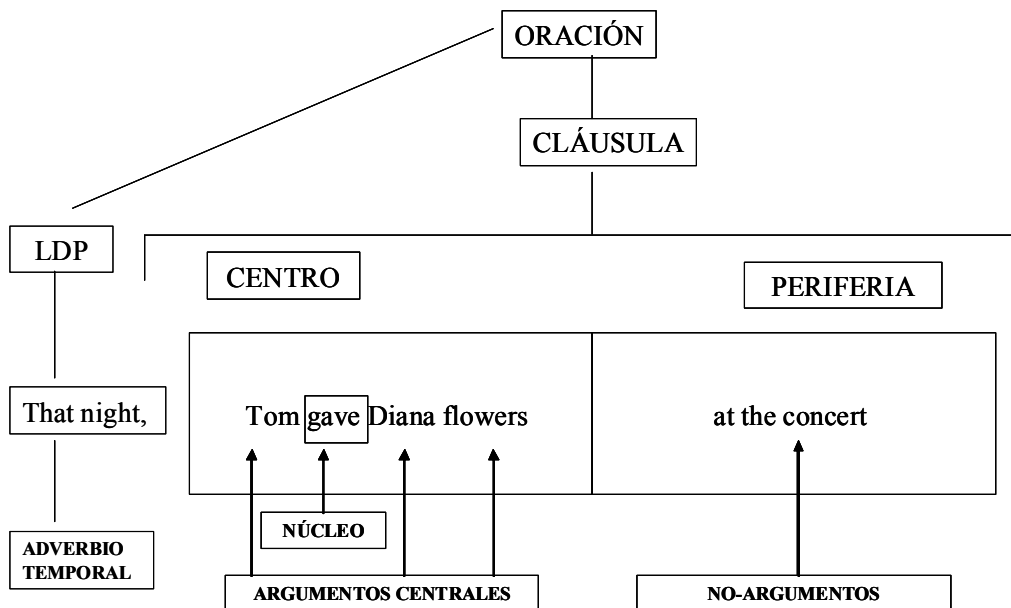 ORACIÓN
CLÁUSULA
LDP
CENTRO
PERIFERIA
That night,
Tom gave Diana flowers
at the concert
NÚCLEO
ADVERBIO
TEMPORAL
ARGUMENTOS CENTRALES
NO-ARGUMENTOS